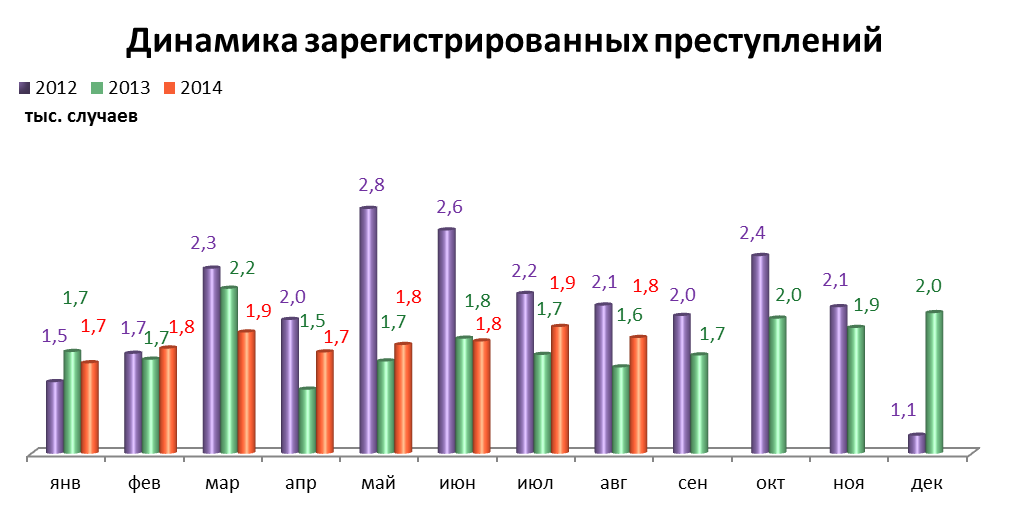 Динамика зарегистрированных преступлений
2012 2013 2014
тыс. случаев
1,5 1,7 1,7
1,7 1,7 1,8
2,3 2,2 1,9
2,0 1,5 1,7
2,8 1,7 1,8
2,6 1,8 1,8
2,2 1,7 1,9
2,1 1,6 1,8
2,0 1,7
2,4 2,0
2,1 1,9
1,1 2,0
янв фев мар апр май июн июл авг сен окт ноя дек